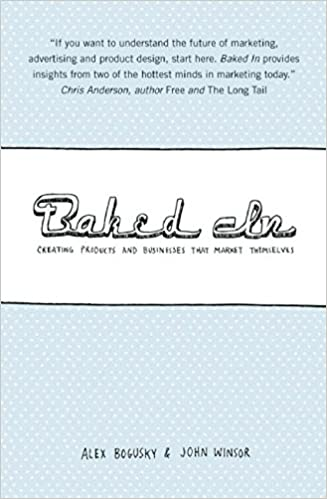 “If you want to understand the future of marketing,
advertising and product design, start here. Baked In provides
insights from two of the hottest minds in marketing today.”
Chris Anderson, author Free and The Long Tail
Baked In
CREATING PRODUCTS AND BUSINESSES THAT MARKET THEMSELVES
ALEX BOGUSKY & JOHN WINSOR